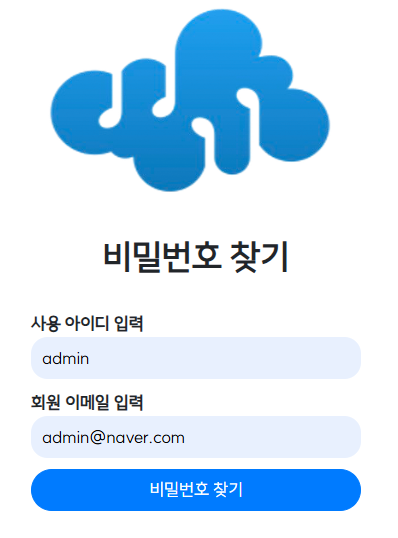 비밀번호 찾기
사용 아이디 입력
admin
회원 이메일 입력
admin@naver.com
비밀번호 찾기